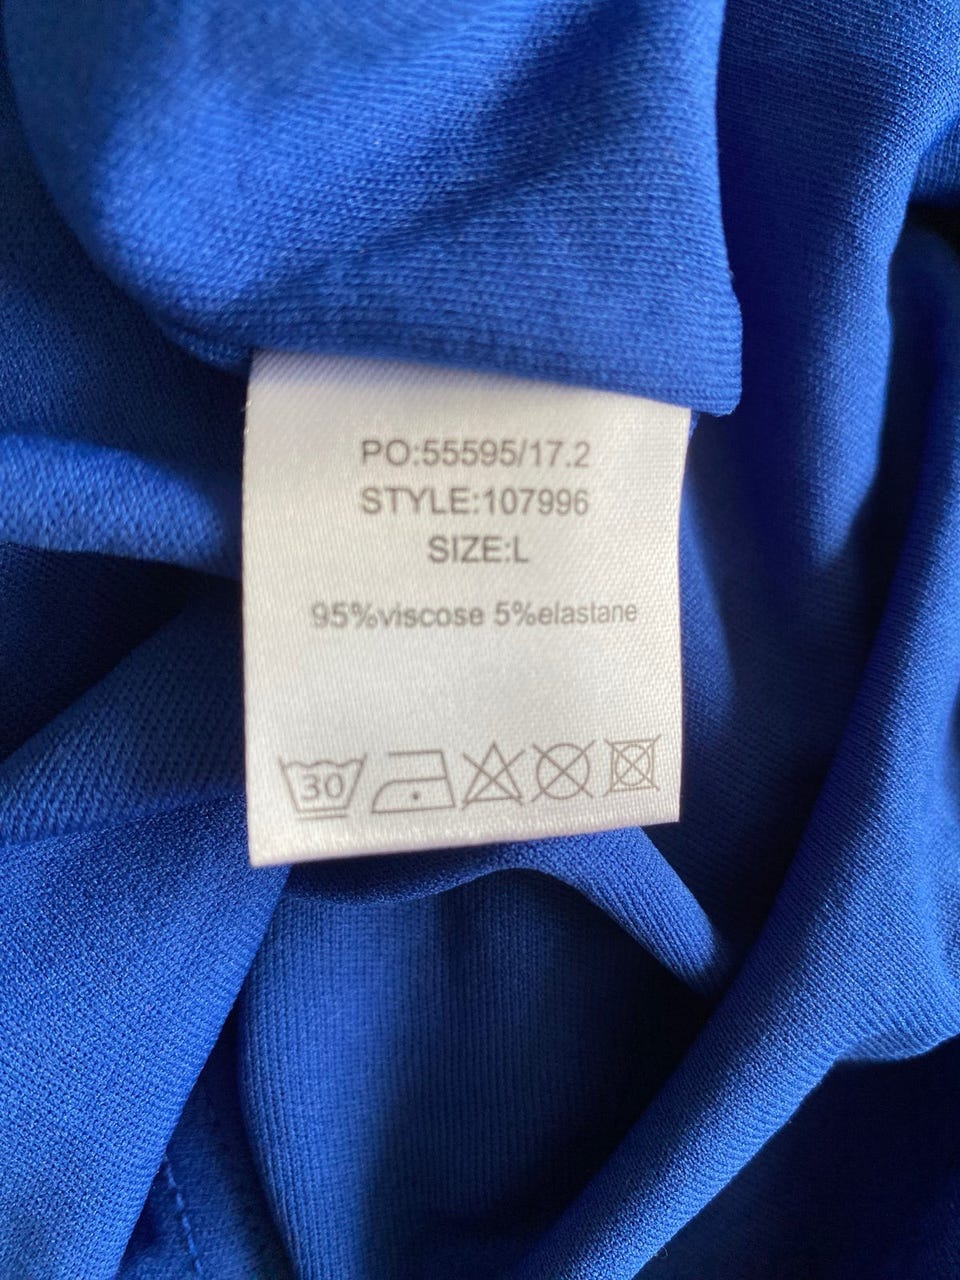 PO:55595/17.2
STYLE:107996
SIZE:L
95%viscose 5%elastane
30